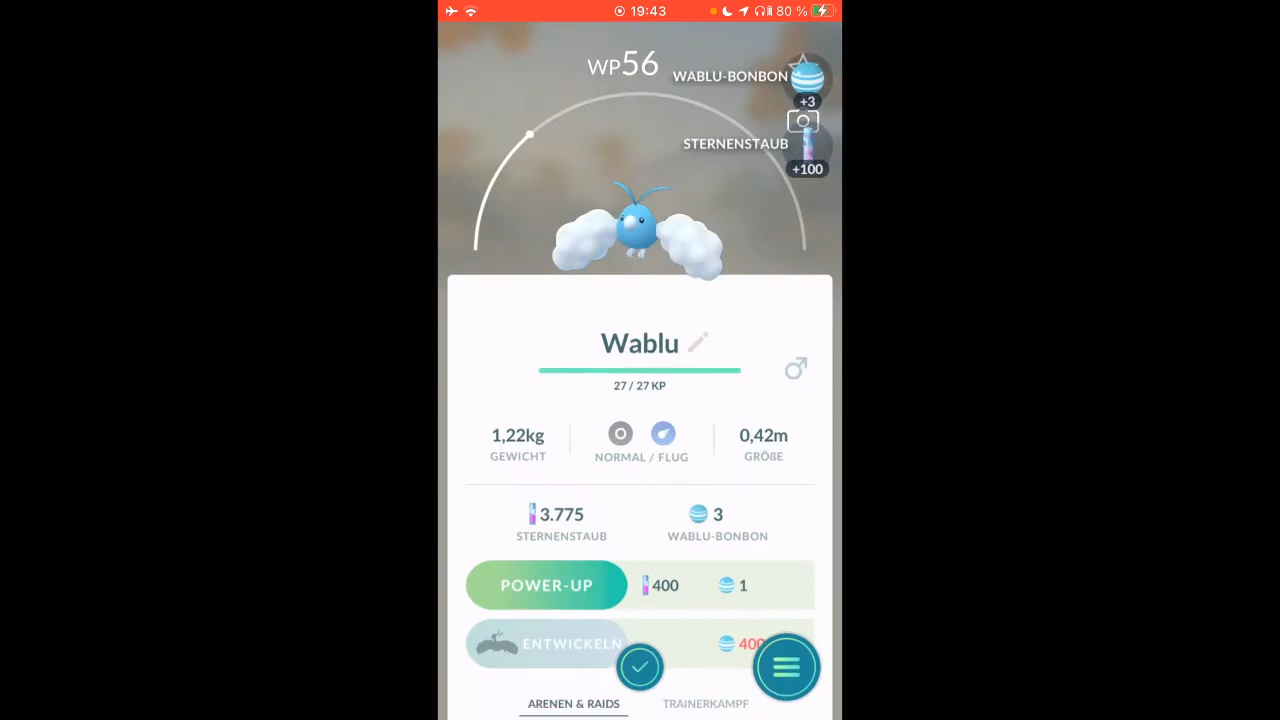 19:43
80 %
WP56
WABLU-BONBON
+3
STERNENSTAUB
+100
Wablu
27 / 27 KP
1,22kg
GEWICHT
NORMAL / FLUG
0,42m
GRÖßE
3.775
STERNENSTAUB
3
WABLU-BONBON
POWER-UP
400
1
ENTWICKELN
400
ARENEN & RAIDS
TRAINERKAMPF